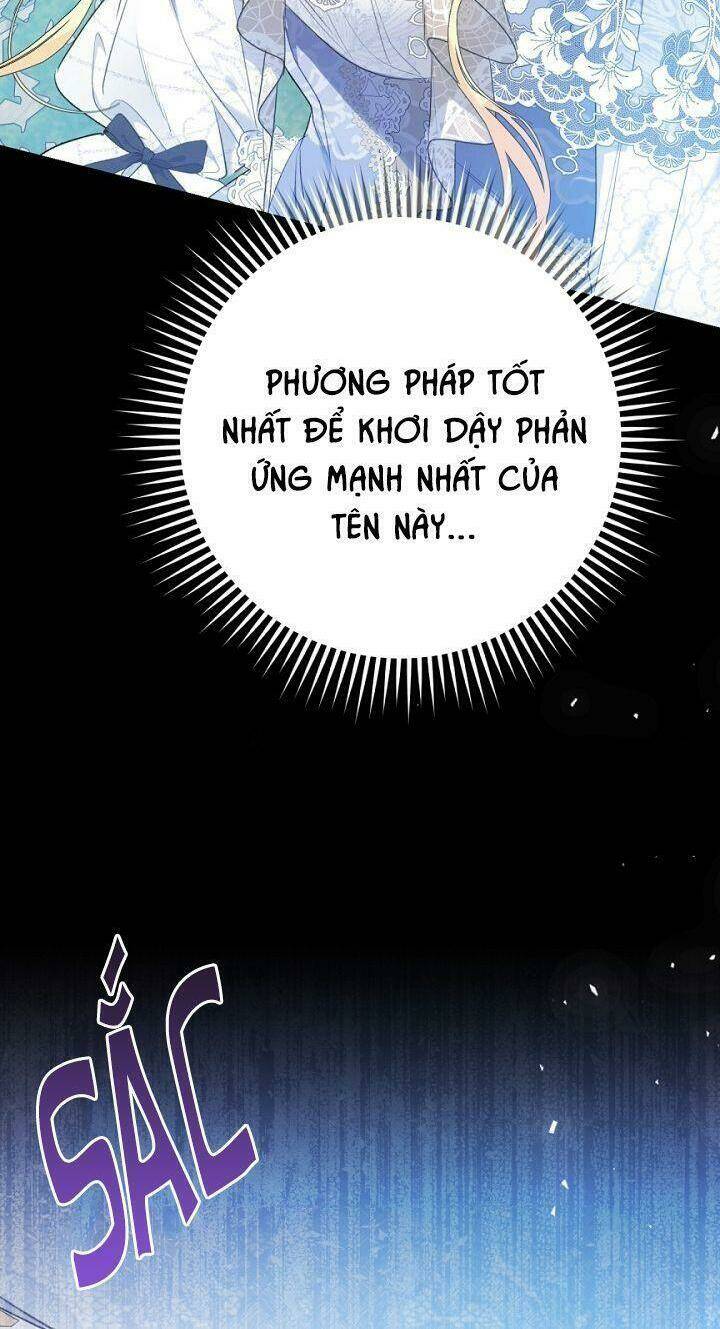 PHƯƠNG PHÁP TỐT
NHẤT ĐỂ KHƠI DẬY PHẢN
ỨNG MẠNH NHẤT CỦA
TÊN NÀY...
SẮC